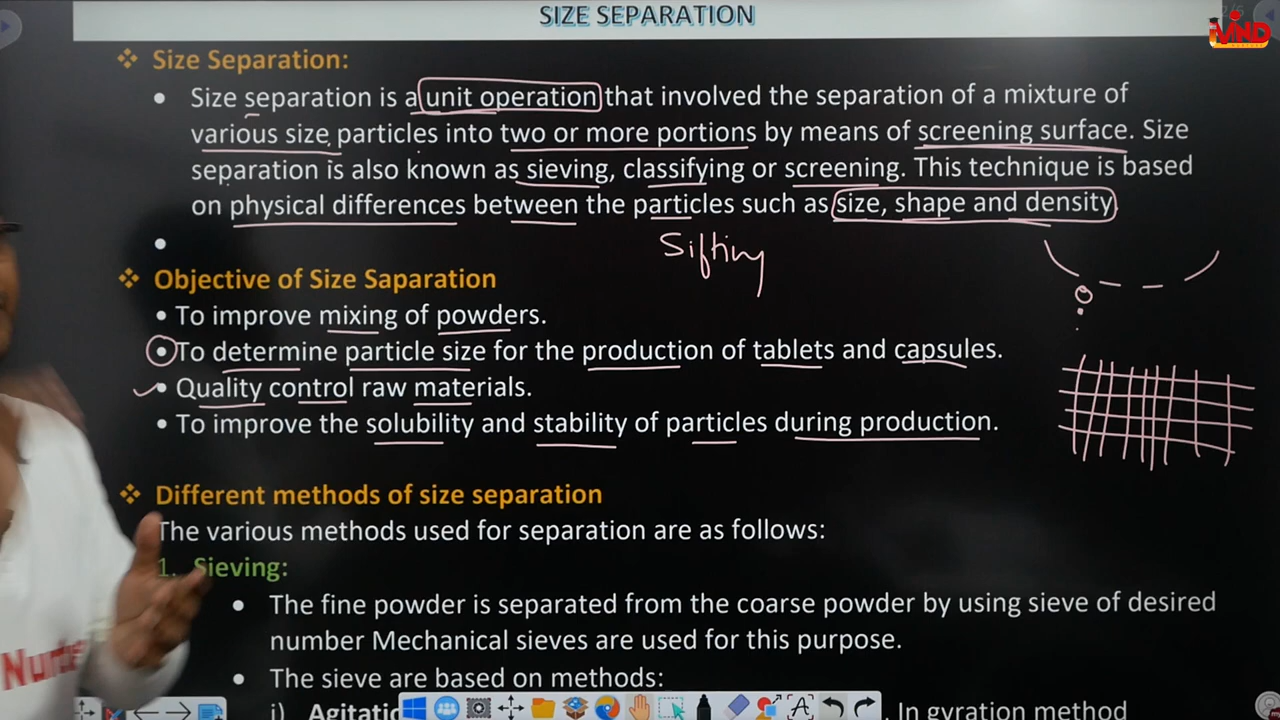 SIZE SEPARATION
VND
Size Separation:
Size separation is a unit operation that involved the separation of a mixture of
various size particles into two or more portions by means of screening surface. Size
separation is also known as sieving, classifying or screening. This technique is based
on physical differences between the particles such as size, shape and density
Sifting
Objective of Size Saparation
• To improve mixing of powders.
• To determine particle size for the production of tablets and capsules.
• Quality control raw materials.
• To improve the solubility and stability of particles during production.
Different methods of size separation
The various methods used for separation are as follows:
1. Sieving:
• The fine powder is separated from the coarse powder by using sieve of desired
number Mechanical sieves are used for this purpose.
• The sieve are based on methods:
i) In gyration method